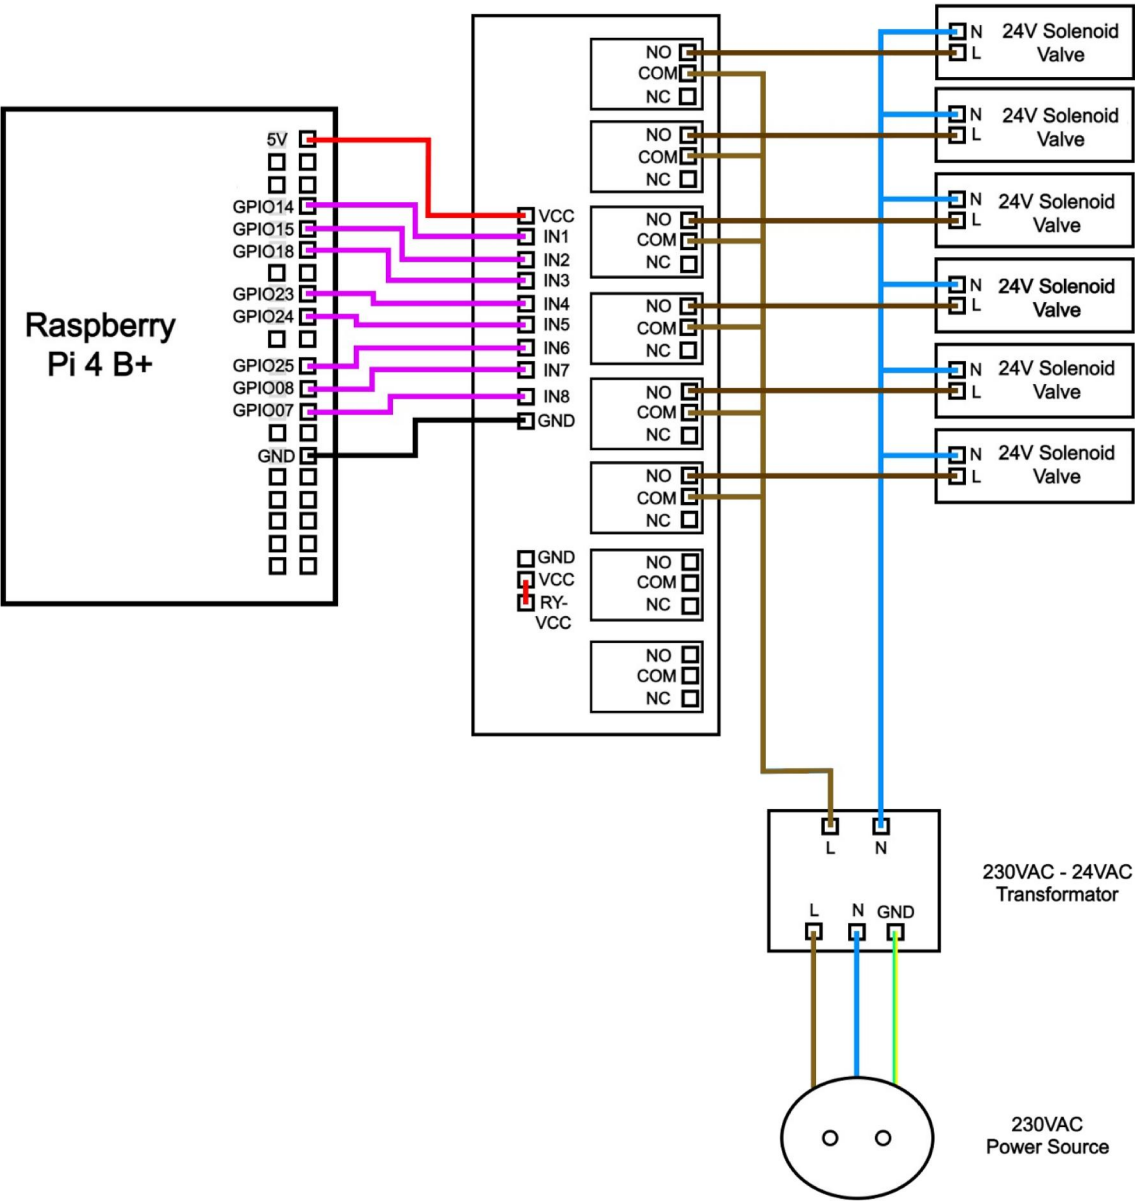 Raspberry
Pi 4 B+
5V
GPIO14
GPIO15
GPIO18
GPIO23
GPIO24
GPIO25
GPIO08
GPIO07
GND
VCC
IN1
IN2
IN3
IN4
IN5
IN6
IN7
IN8
GND
GND
VCC
RY-
VCC
NO
COM
NC
NO
COM
NC
NO
COM
NC
NO
COM
NC
NO
COM
NC
NO
COM
NC
NO
COM
NC
NO
COM
NC
N
L
24V Solenoid
Valve
N
L
24V Solenoid
Valve
N
L
24V Solenoid
Valve
N
L
24V Solenoid
Valve
N
L
24V Solenoid
Valve
N
L
24V Solenoid
Valve
L N
L N GND
230VAC - 24VAC
Transformator
230VAC
Power Source